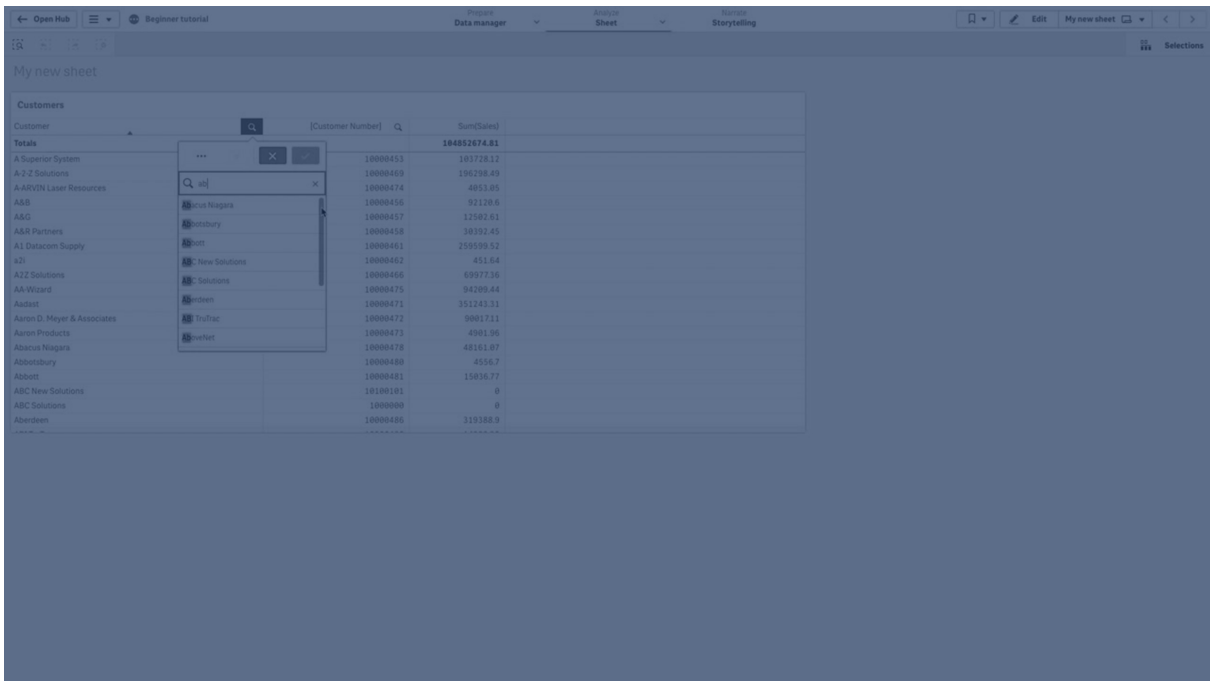 Open Hub
Beginner tutorial
Prepare
Data manager
Analyze
Sheet
Narrate
Storytelling
Edit
My new sheet
Selections
My new sheet
Customers
Customer [Customer Number] Sum(Sales)
Totals 104852674.81
A Superior System 10000453 103728.12
A-2-Z Solutions 10000469 196298.49
A-ARVIN Laser Resources 10000474 4053.05
A&B 10000456 92120.6
A&G 10000457 12502.61
A&R Partners 10000458 30392.45
A1 Datacom Supply 10000461 259599.52
a2i 10000462 451.64
A2Z Solutions 10000466 69977.36
AA-Wizard 10000475 94209.44
Aadast 10000471 351243.31
Aaron D. Meyer & Associates 10000472 90017.11
Aaron Products 10000473 4901.96
Abacus Niagara 10000478 48161.07
Abbotsbury 10000480 4556.7
Abbott 10000481 15036.77
ABC New Solutions 10100101 0
ABC Solutions 1000000 0
Aberdeen 10000486 319388.9
ab
Abacus Niagara
Abbotsbury
Abbott
ABC New Solutions
ABC Solutions
Aberdeen
ABI TruTrac
AboveNet